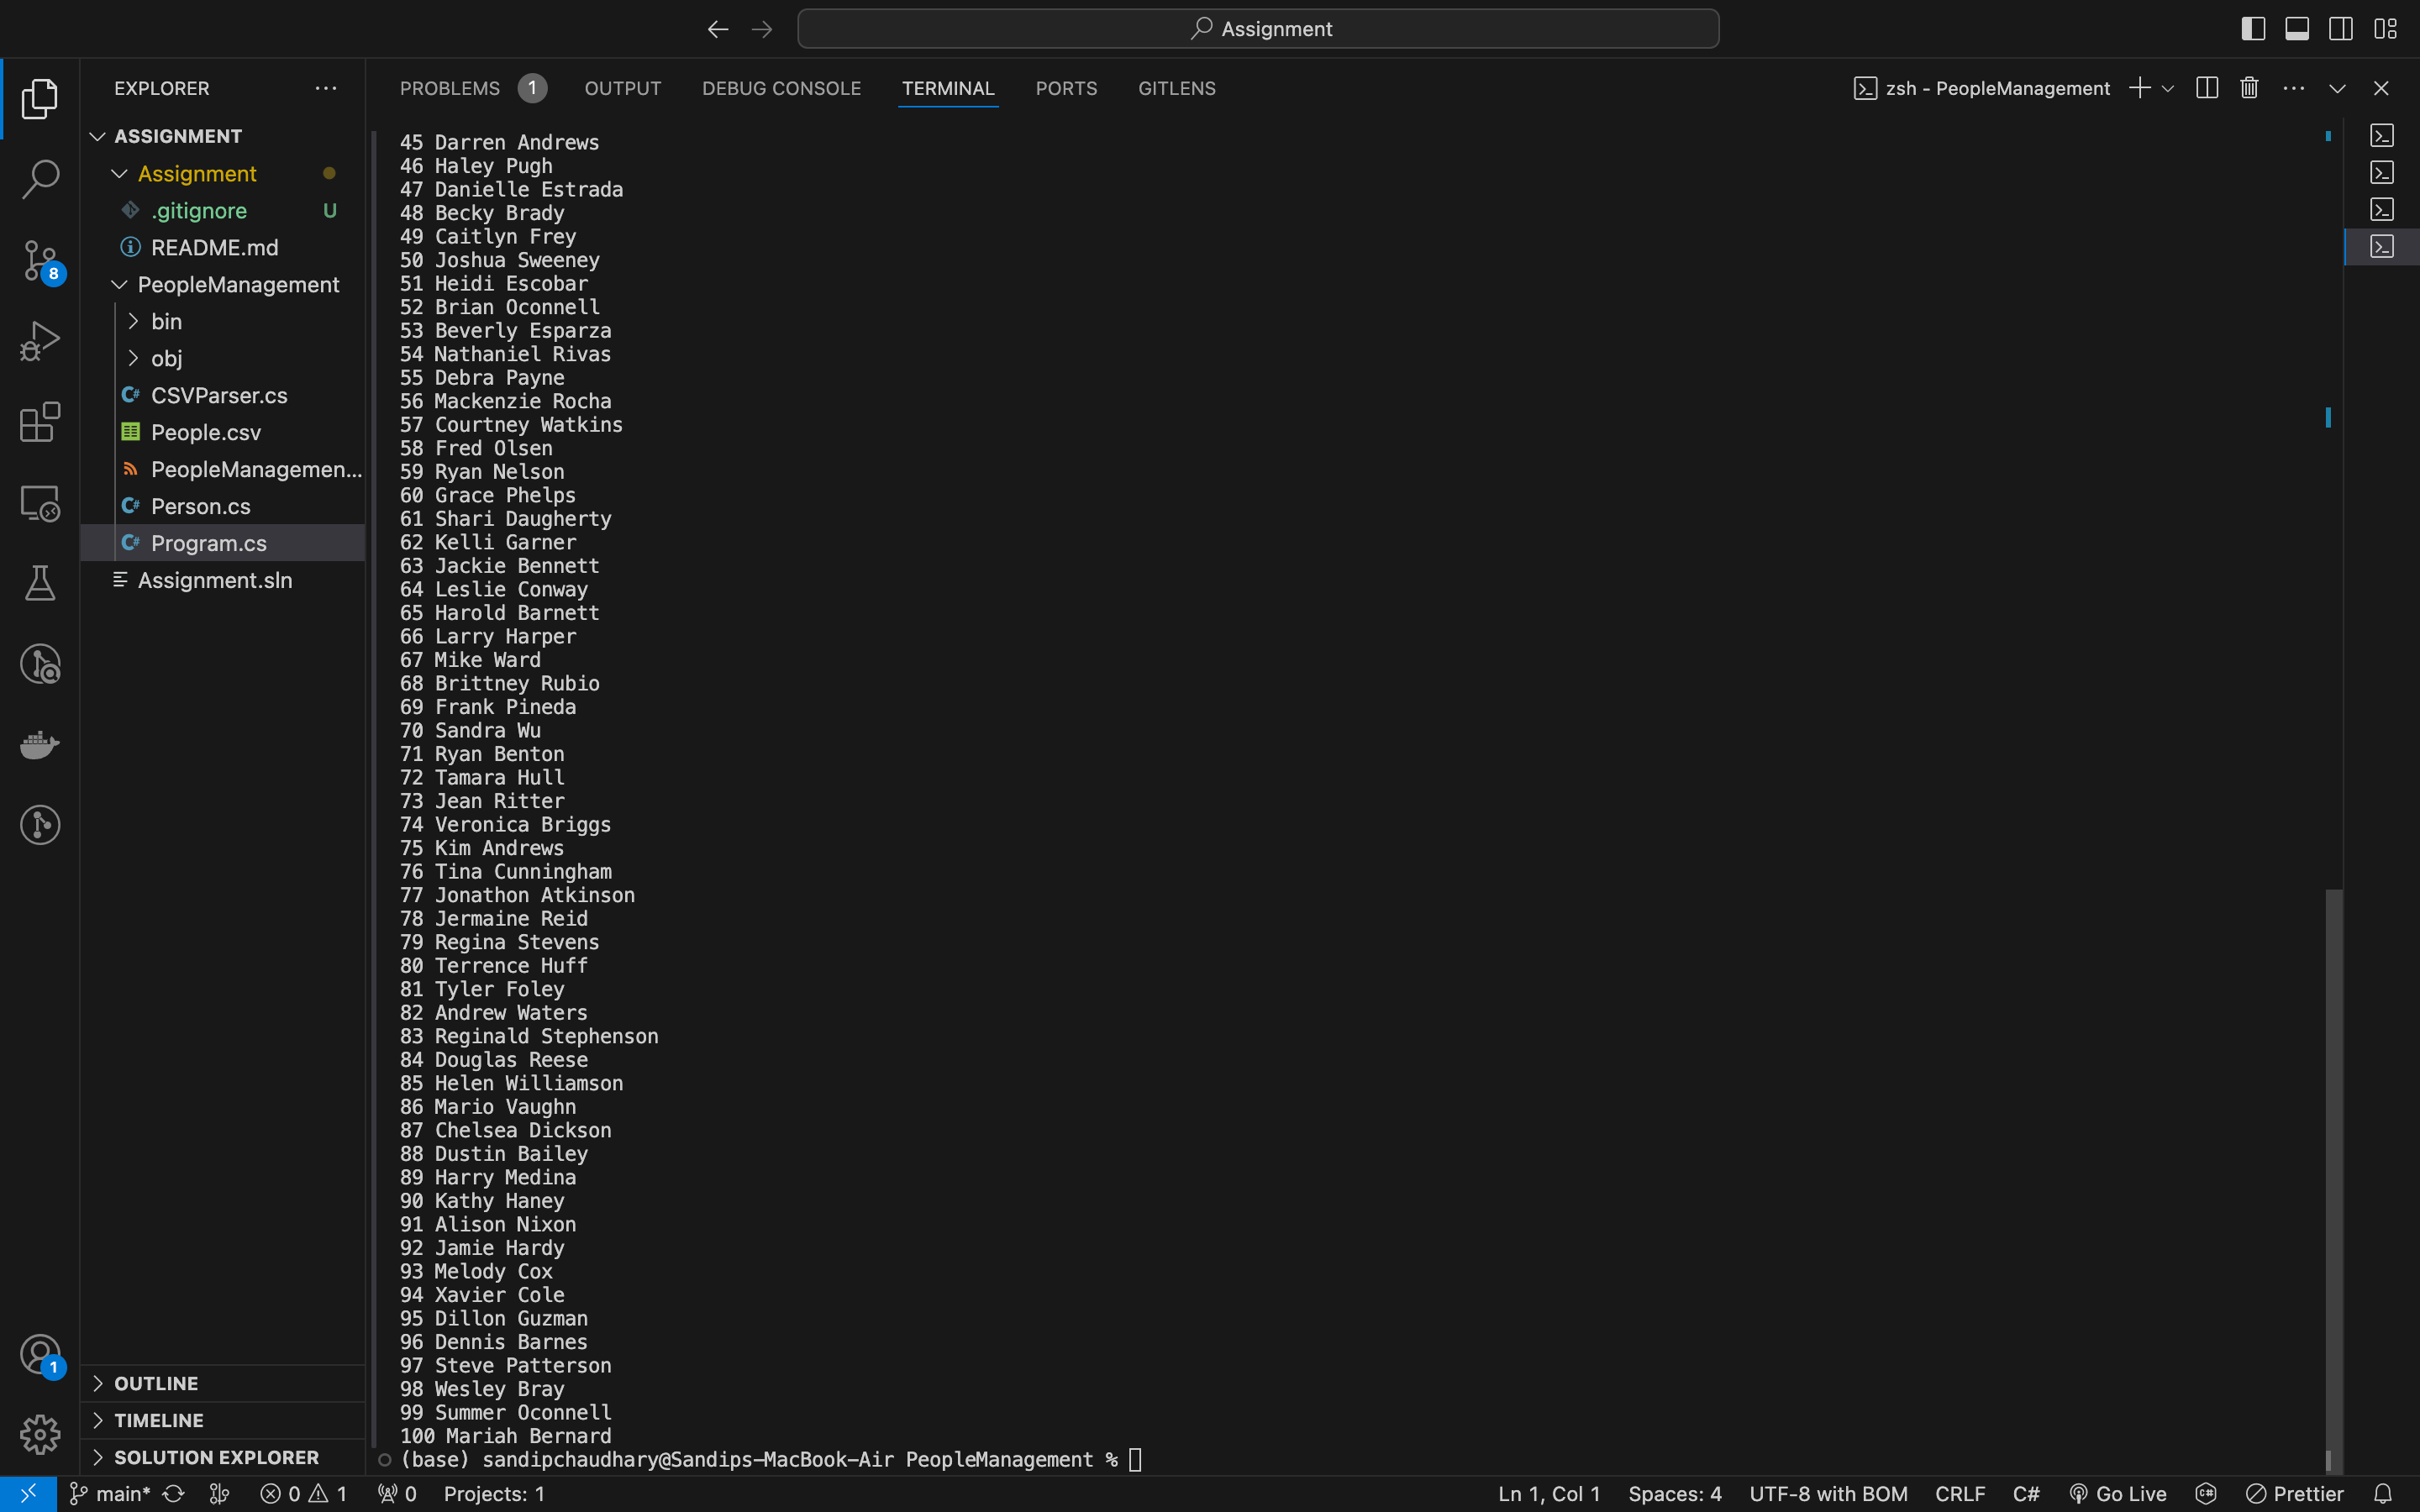 Assignment
EXPLORER
ASSIGNMENT
Assignment
.gitignore U
README.md
PeopleManagement
bin
obj
CSVParser.cs
People.csv
PeopleManagemen...
Person.cs
Program.cs
Assignment.sln
8
1
OUTLINE
TIMELINE
SOLUTION EXPLORER
PROBLEMS 1 OUTPUT DEBUG CONSOLE TERMINAL PORTS GITLENS
zsh - PeopleManagement
45 Darren Andrews
46 Haley Pugh
47 Danielle Estrada
48 Becky Brady
49 Caitlyn Frey
50 Joshua Sweeney
51 Heidi Escobar
52 Brian Oconnell
53 Beverly Esparza
54 Nathaniel Rivas
55 Debra Payne
56 Mackenzie Rocha
57 Courtney Watkins
58 Fred Olsen
59 Ryan Nelson
60 Grace Phelps
61 Shari Daugherty
62 Kelli Garner
63 Jackie Bennett
64 Leslie Conway
65 Harold Barnett
66 Larry Harper
67 Mike Ward
68 Brittney Rubio
69 Frank Pineda
70 Sandra Wu
71 Ryan Benton
72 Tamara Hull
73 Jean Ritter
74 Veronica Briggs
75 Kim Andrews
76 Tina Cunningham
77 Jonathon Atkinson
78 Jermaine Reid
79 Regina Stevens
80 Terrence Huff
81 Tyler Foley
82 Andrew Waters
83 Reginald Stephenson
84 Douglas Reese
85 Helen Williamson
86 Mario Vaughn
87 Chelsea Dickson
88 Dustin Bailey
89 Harry Medina
90 Kathy Haney
91 Alison Nixon
92 Jamie Hardy
93 Melody Cox
94 Xavier Cole
95 Dillon Guzman
96 Dennis Barnes
97 Steve Patterson
98 Wesley Bray
99 Summer Oconnell
100 Mariah Bernard
(base) sandipchaudhary@Sandips-MacBook-Air PeopleManagement %
main* 0 1 0 Projects: 1 Ln 1, Col 1 Spaces: 4 UTF-8 with BOM CRLF C# Go Live Prettier